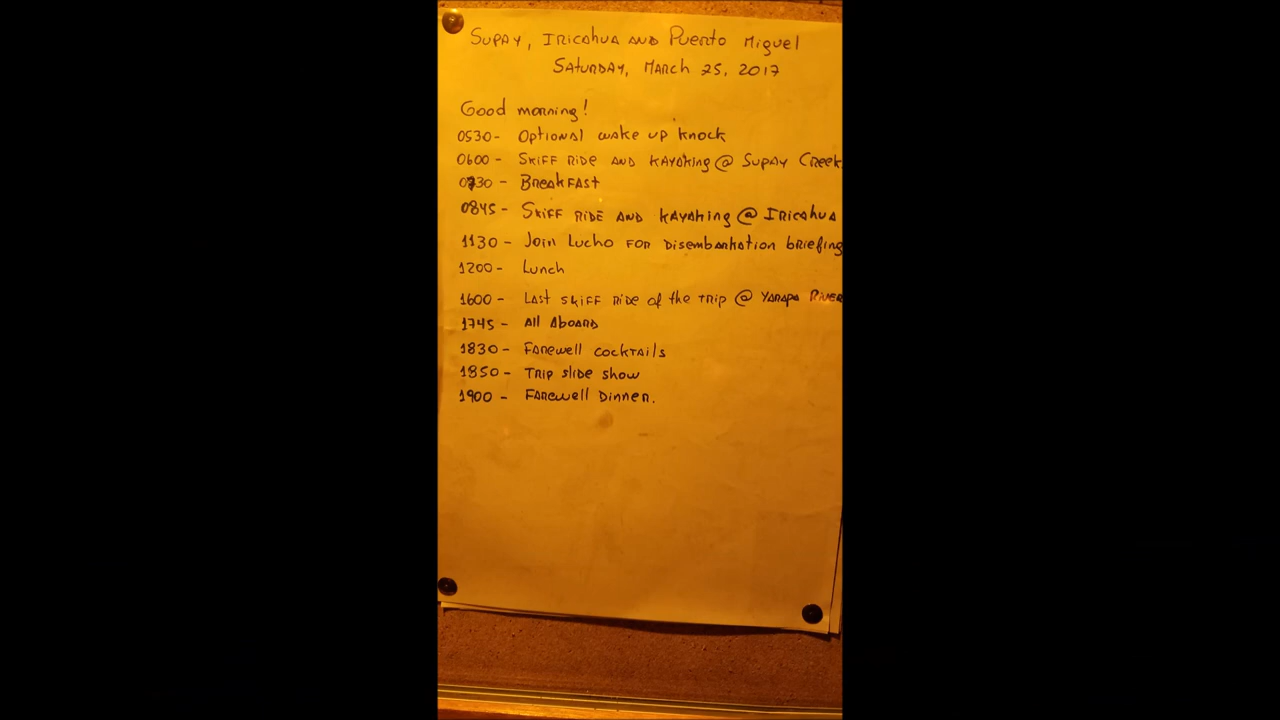 Supay, Iricahua and Puerto Miguel
Saturday, March 25, 2017
Good morning!
0530- Optional wake up knock
0600- Skiff ride and kayaking @ Supay Creek
0730- Breakfast
0845- Skiff ride and kayaking @ Iricahua
1130- Join Lucho for disembarkation briefing
1200- Lunch
1600- Last skiff ride of the trip @ Yarapa River
1745- All aboard
1830- Farewell cocktails
1850- Trip slide show
1900- Farewell Dinner.